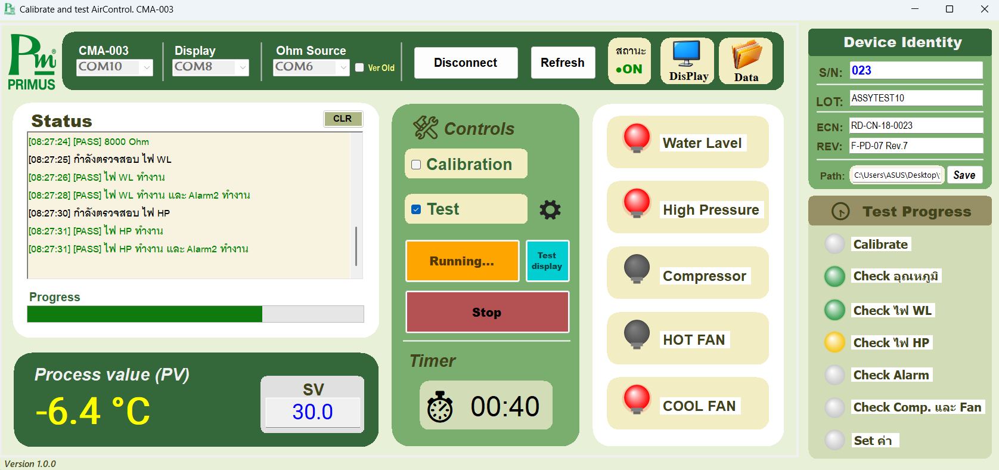 Calibrate and test AirControl. CMA-003
Pm®
PRIMUS
CMA-003
COM10
Display
COM8
Ohm Source
COM6
Ver Old
Disconnect
Refresh
สถานะ
●ON
DisPlay
Data
Status
CLR
[08:27:24] [PASS] 8000 Ohm
[08:27:25] กำลังตรวจสอบ ไฟ WL
[08:27:26] [PASS] ไฟ WL ทำงาน
[08:27:28] [PASS] ไฟ WL ทำงาน และ Alarm2 ทำงาน
[08:27:30] กำลังตรวจสอบ ไฟ HP
[08:27:31] [PASS] ไฟ HP ทำงาน
[08:27:31] [PASS] ไฟ HP ทำงาน และ Alarm2 ทำงาน
Progress
Process value (PV)
-6.4 °C
SV
30.0
Controls
Calibration
Test
Running...
Test
display
Stop
Timer
00:40
Water Lavel
High Pressure
Compressor
HOT FAN
COOL FAN
Device Identity
S/N: 023
LOT: ASSYTEST10
ECN: RD-CN-18-0023
REV: F-PD-07 Rev.7
Path: C:\Users\ASUS\Desktop\
Save
Test Progress
Calibrate
Check อุณหภูมิ
Check ไฟ WL
Check ไฟ HP
Check Alarm
Check Comp. และ Fan
Set ค่า
Version 1.0.0